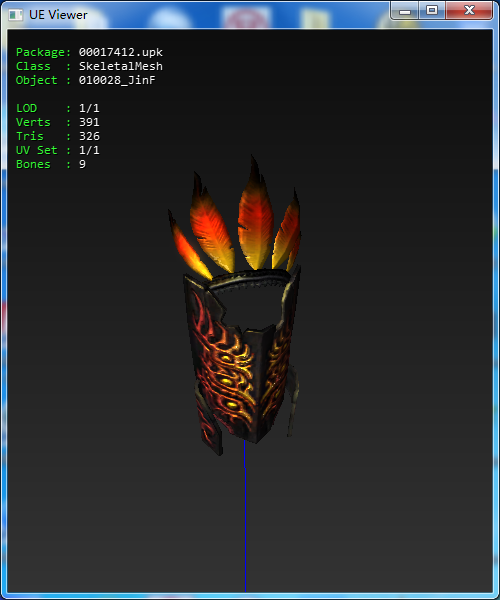 UE Viewer
Package: 00017412.upk
Class : SkeletalMesh
Object : 010028_JinF
LOD : 1/1
Verts : 391
Tris : 326
UV Set : 1/1
Bones : 9